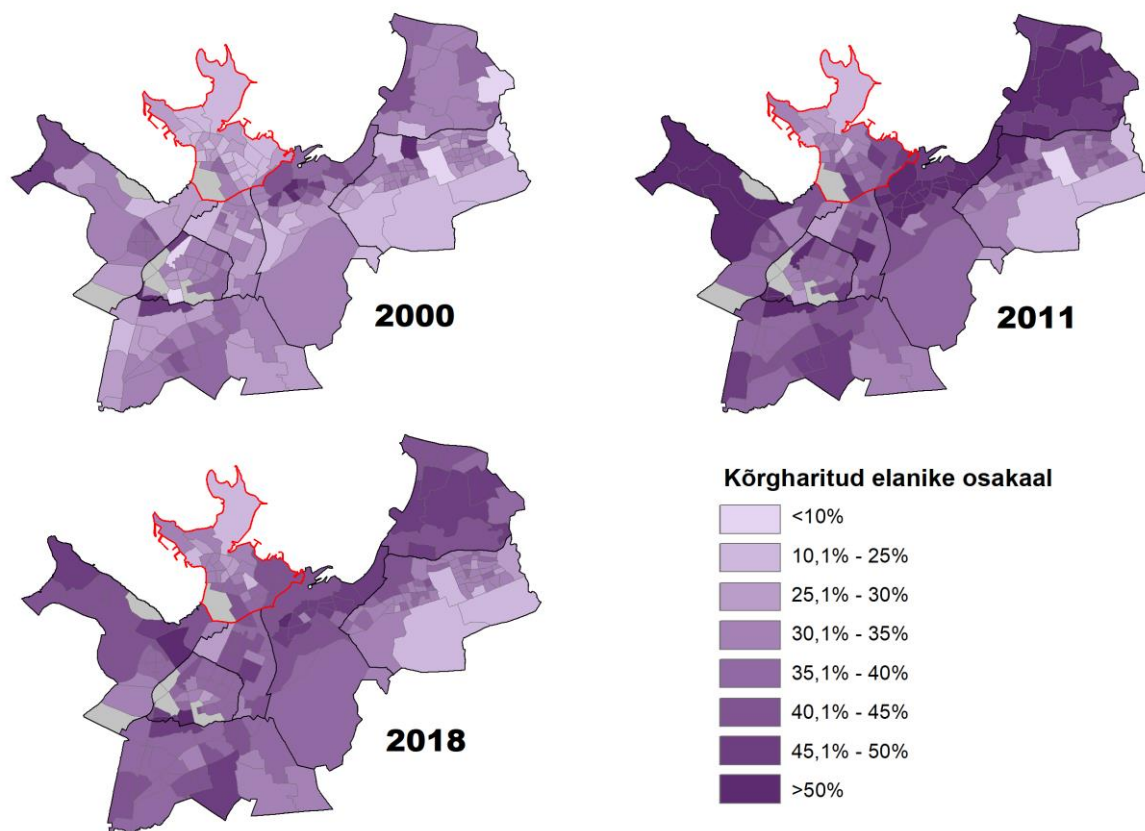 2000
2011
2018
Kõrgharitud elanike osakaal
<10%
10,1% - 25%
25,1% - 30%
30,1% - 35%
35,1% - 40%
40,1% - 45%
45,1% - 50%
>50%